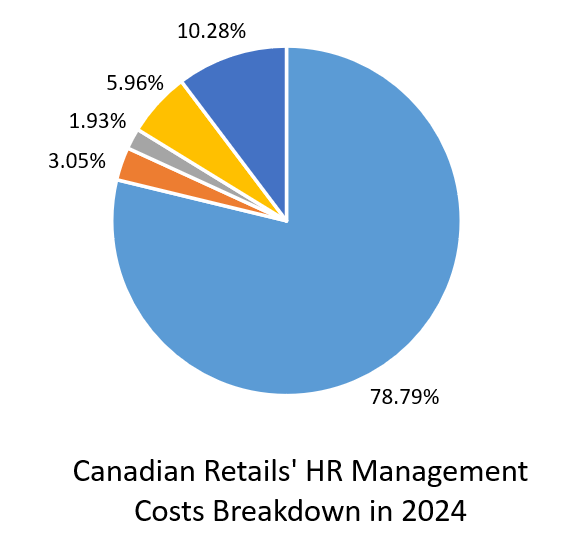 10.28%
5.96%
1.93%
3.05%
78.79%
Canadian Retails' HR Management
Costs Breakdown in 2024